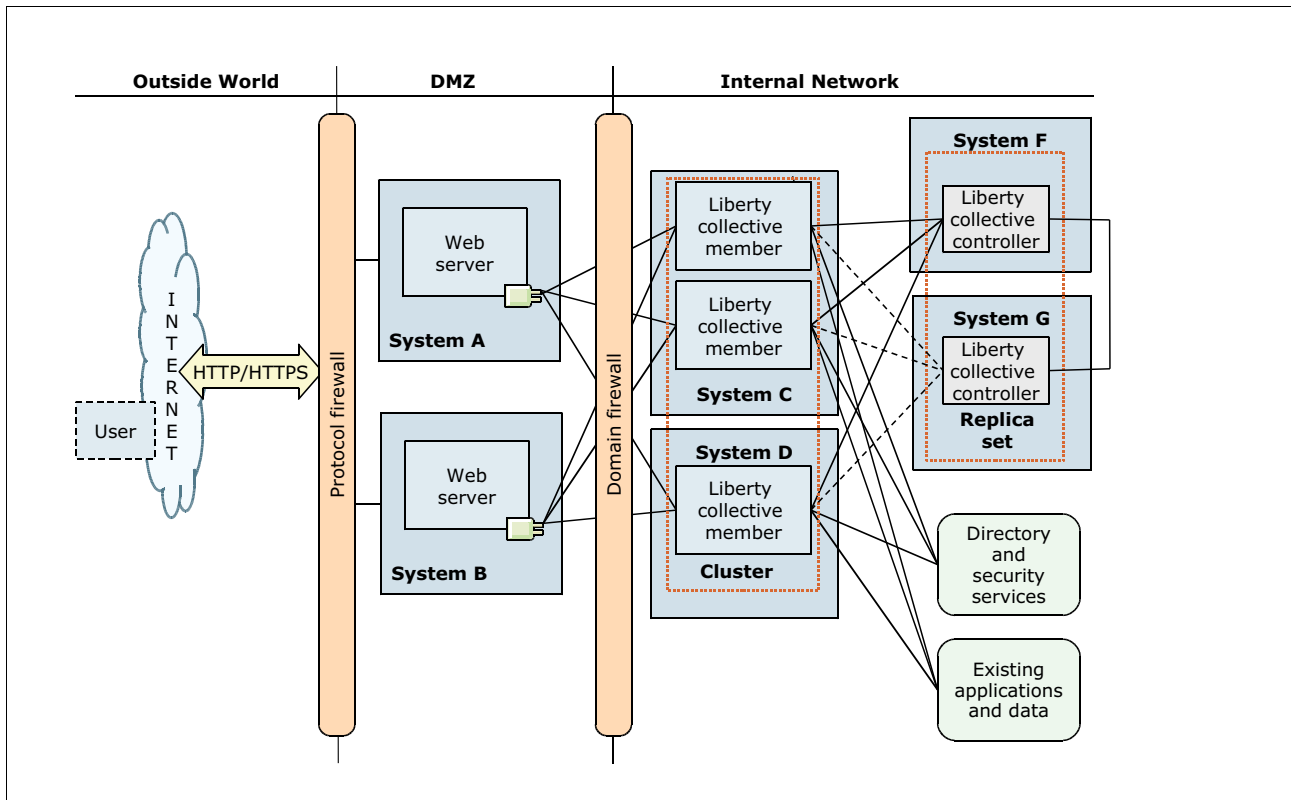 Outside World
DMZ
Internal Network
INTERNET
HTTP/HTTPS
User
Protocol firewall
Web
server
System A
Web
server
System B
Domain firewall
Liberty
collective
member
Liberty
collective
member
System C
System D
Liberty
collective
member
Cluster
System F
Liberty
collective
controller
System G
Liberty
collective
controller
Replica
set
Directory
and
security
services
Existing
applications
and data